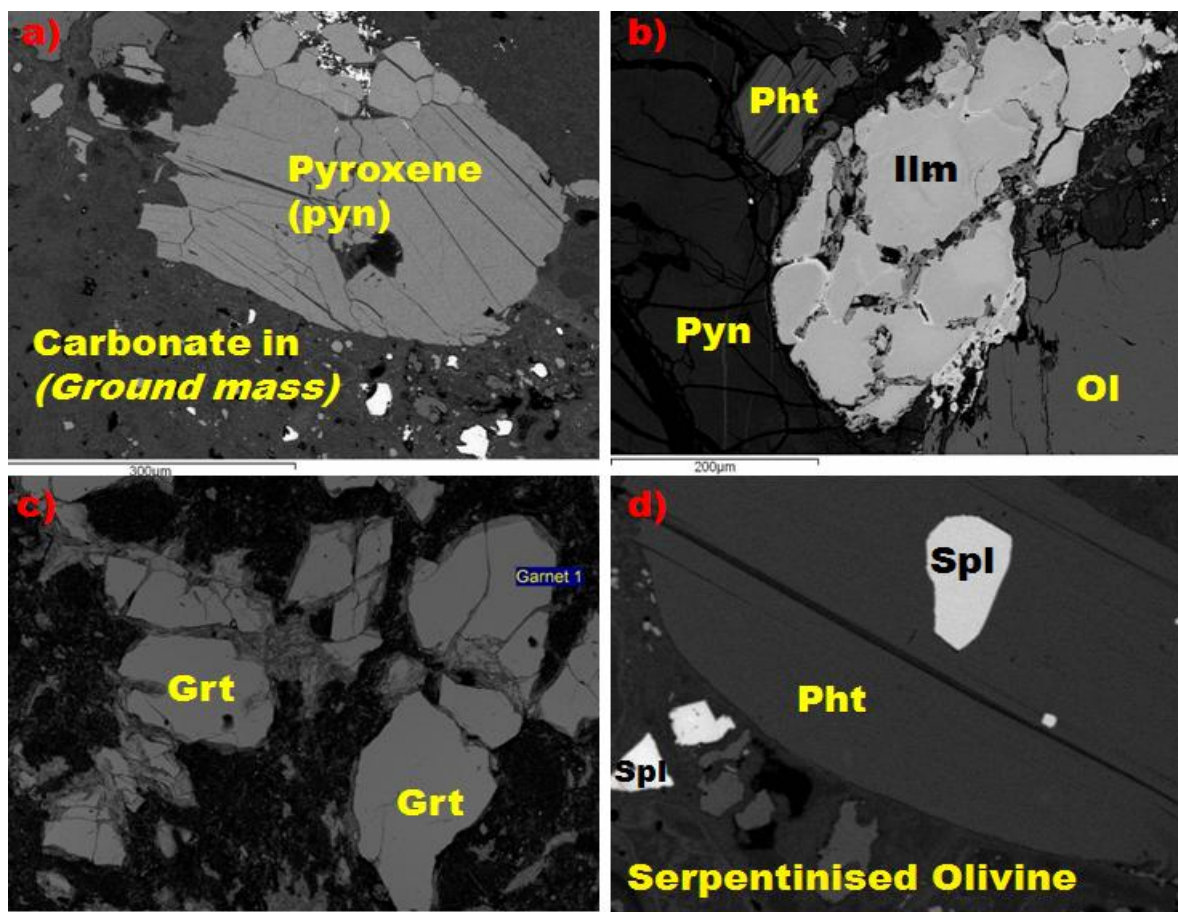 a)
Pyroxene
(pyn)
Carbonate in
(Ground mass)
300µm
b)
Pht
Ilm
Pyn
Ol
200µm
c)
Garnet 1
Grt
Grt
d)
Spl
Pht
Spl
Serpentinised Olivine